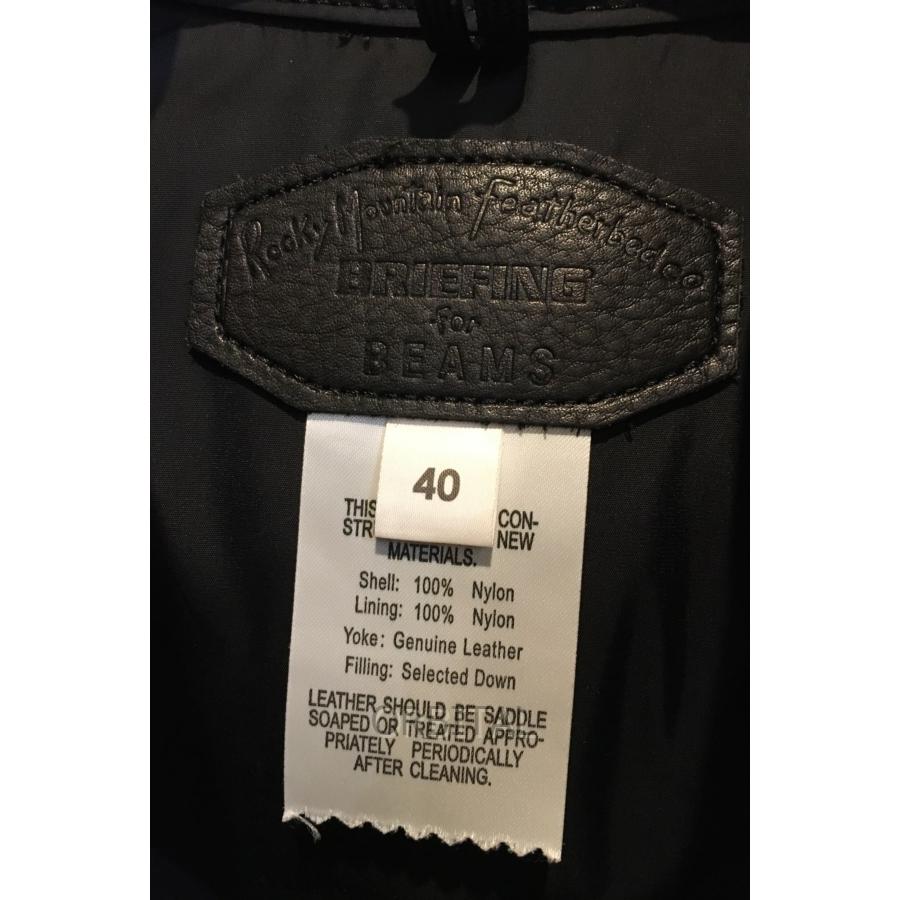 Rocky Mountain Featherbed co
BRIEFING
for
BEAMS
40
THIS CON-
STR NEW
MATERIALS.
Shell: 100% Nylon
Lining: 100% Nylon
Yoke: Genuine Leather
Filling: Selected Down
LEATHER SHOULD BE SADDLE
SOAPED OR TREATED APPRO-
PRIATELY PERIODICALLY
AFTER CLEANING.